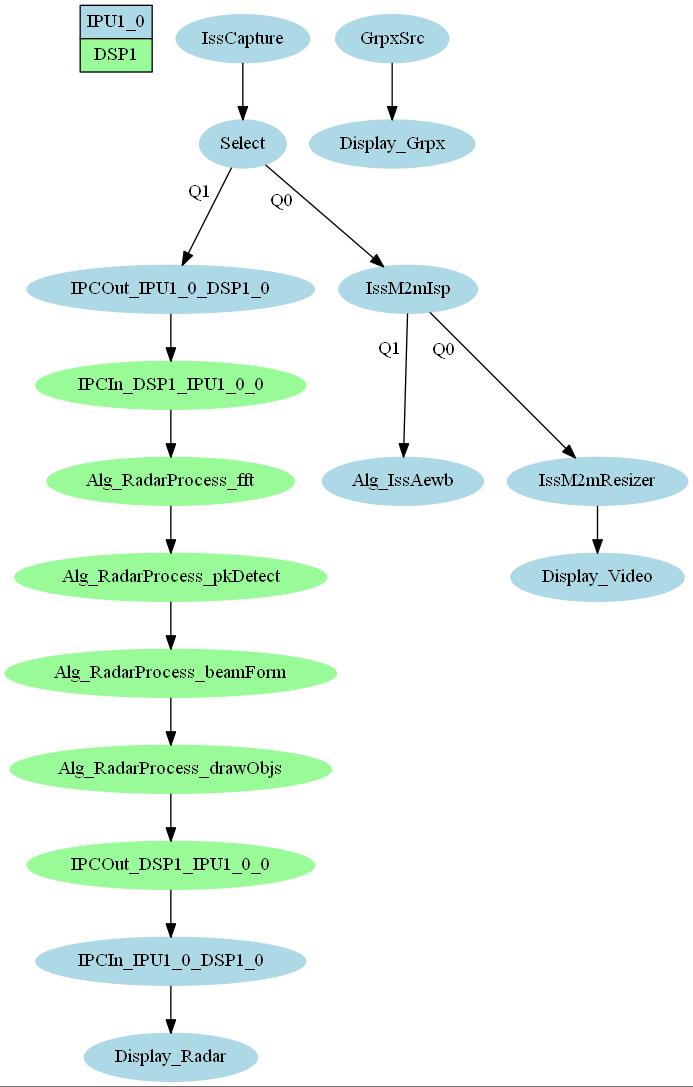 IPU1_0
DSP1
IssCapture
GrpxSrc
Select
Display_Grpx
Q1
Q0
IPCOut_IPU1_0_DSP1_0
IssM2mIsp
Q1
Q0
IPCIn_DSP1_IPU1_0_0
Alg_RadarProcess_fft
Alg_IssAewb
IssM2mResizer
Alg_RadarProcess_pkDetect
Display_Video
Alg_RadarProcess_beamForm
Alg_RadarProcess_drawObjs
IPCOut_DSP1_IPU1_0_0
IPCIn_IPU1_0_DSP1_0
Display_Radar